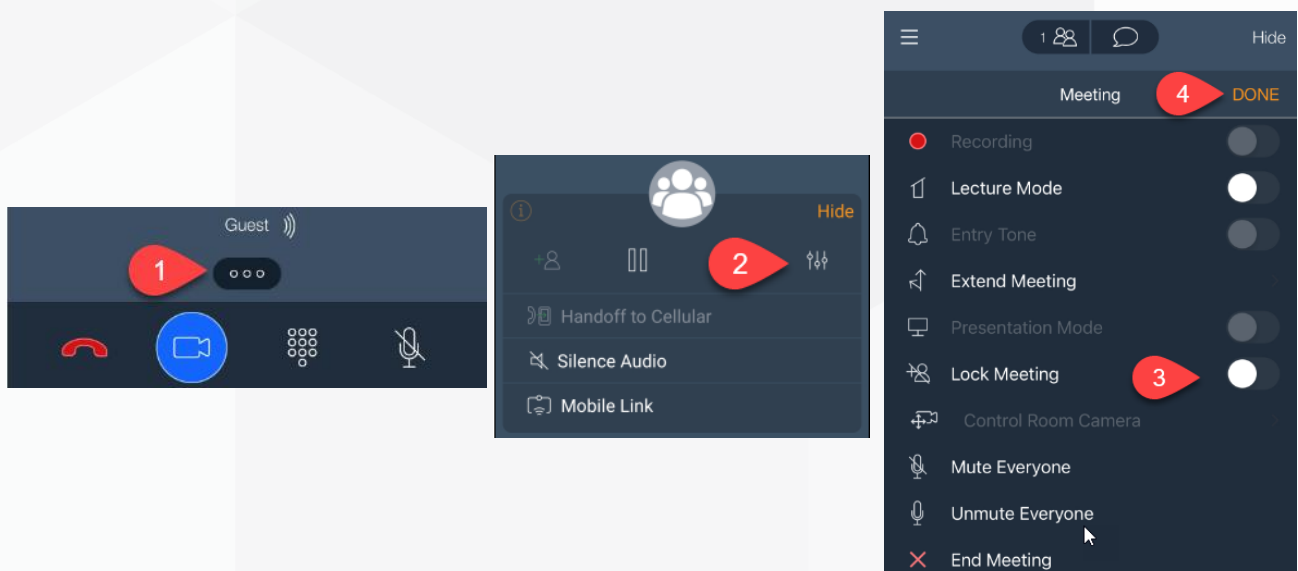 Guest
1
Hide
2
Handoff to Cellular
Silence Audio
Mobile Link
1
Hide
Meeting
4
DONE
Recording
Lecture Mode
Entry Tone
Extend Meeting
Presentation Mode
Lock Meeting
3
Control Room Camera
Mute Everyone
Unmute Everyone
End Meeting